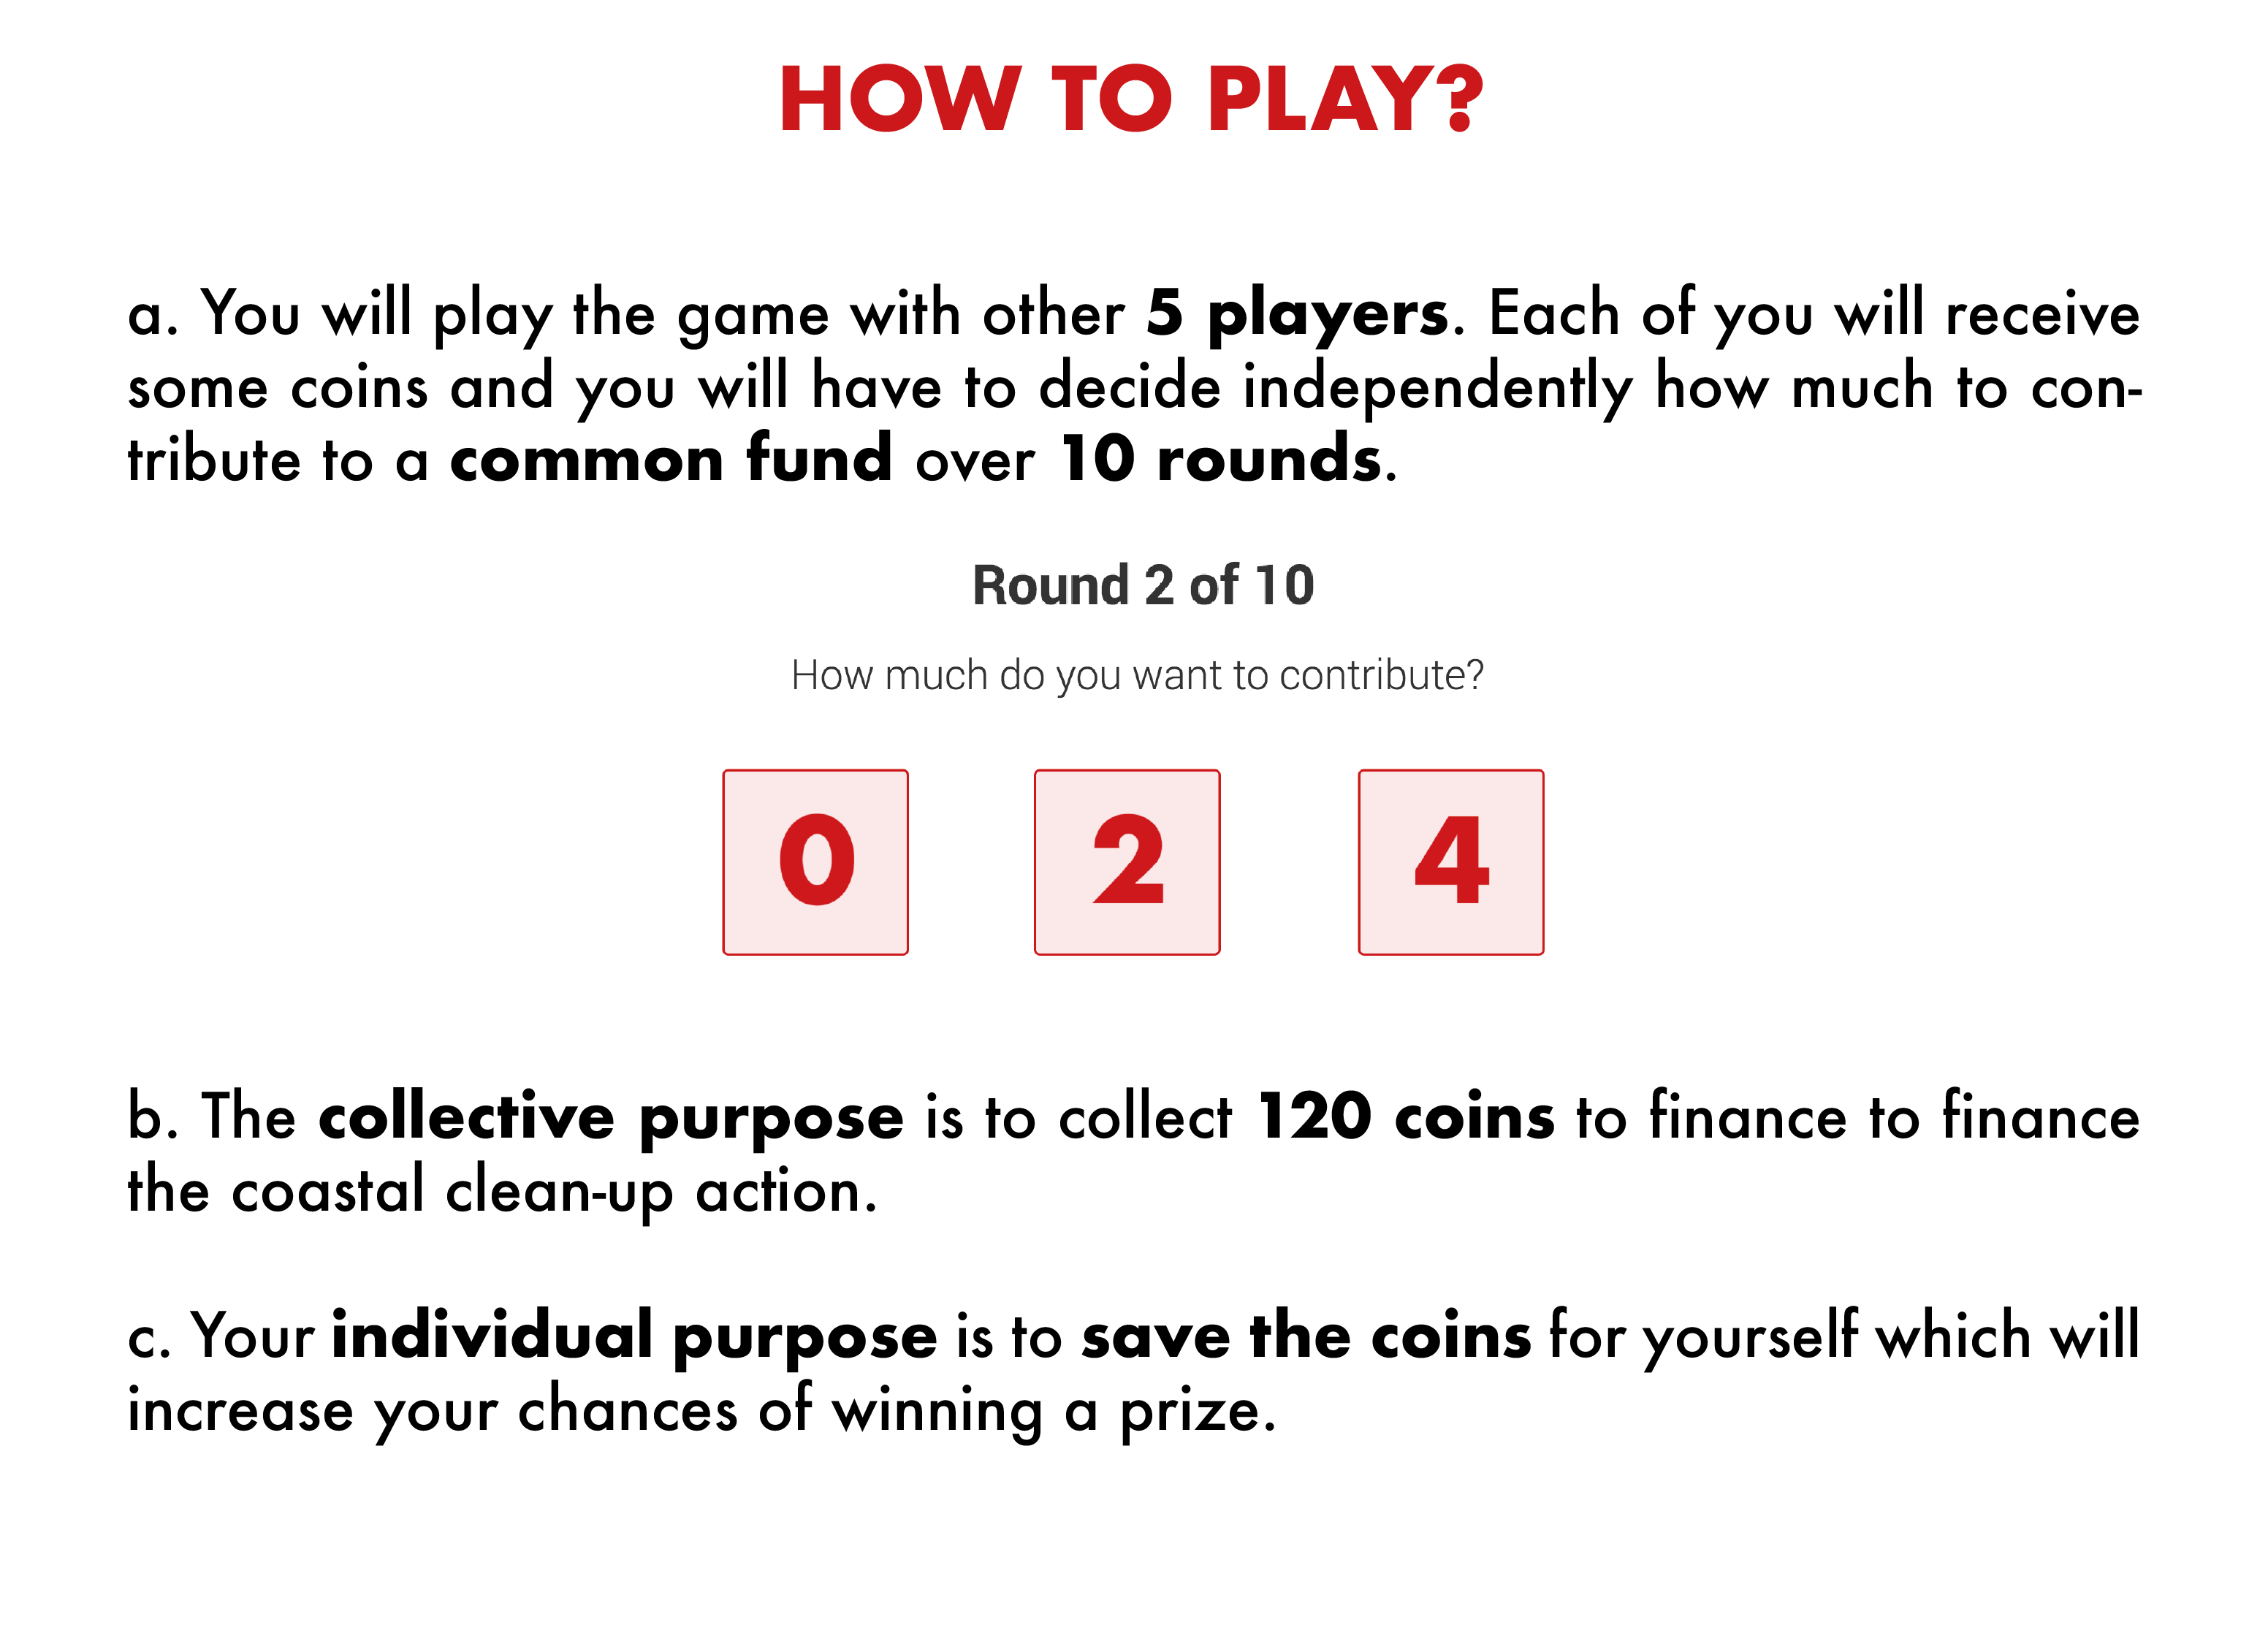 HOW TO PLAY?
a. You will play the game with other 5 players. Each of you will receive
some coins and you will have to decide independently how much to con-
tribute to a common fund over 10 rounds.
Round 2 of 10
How much do you want to contribute?
0 2 4
b. The collective purpose is to collect 120 coins to finance to finance
the coastal clean-up action.
c. Your individual purpose is to save the coins for yourself which will
increase your chances of winning a prize.